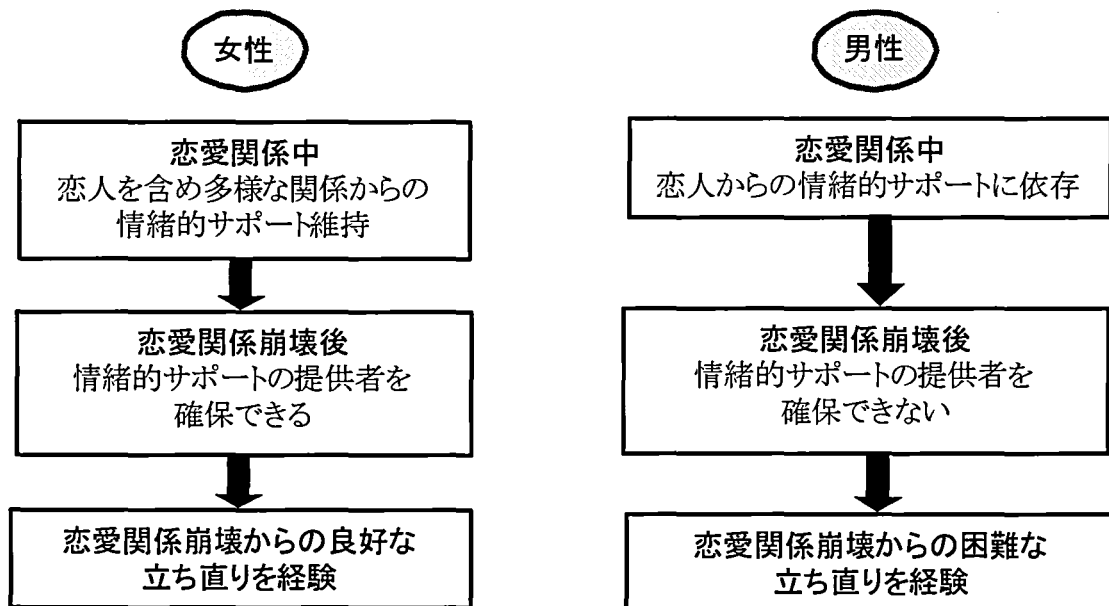 女性
恋愛関係中
恋人を含め多様な関係からの
情緒的サポート維持
恋愛関係崩壊後
情緒的サポートの提供者を
確保できる
恋愛関係崩壊からの良好な
立ち直りを経験
男性
恋愛関係中
恋人からの情緒的サポートに依存
恋愛関係崩壊後
情緒的サポートの提供者を
確保できない
恋愛関係崩壊からの困難な
立ち直りを経験